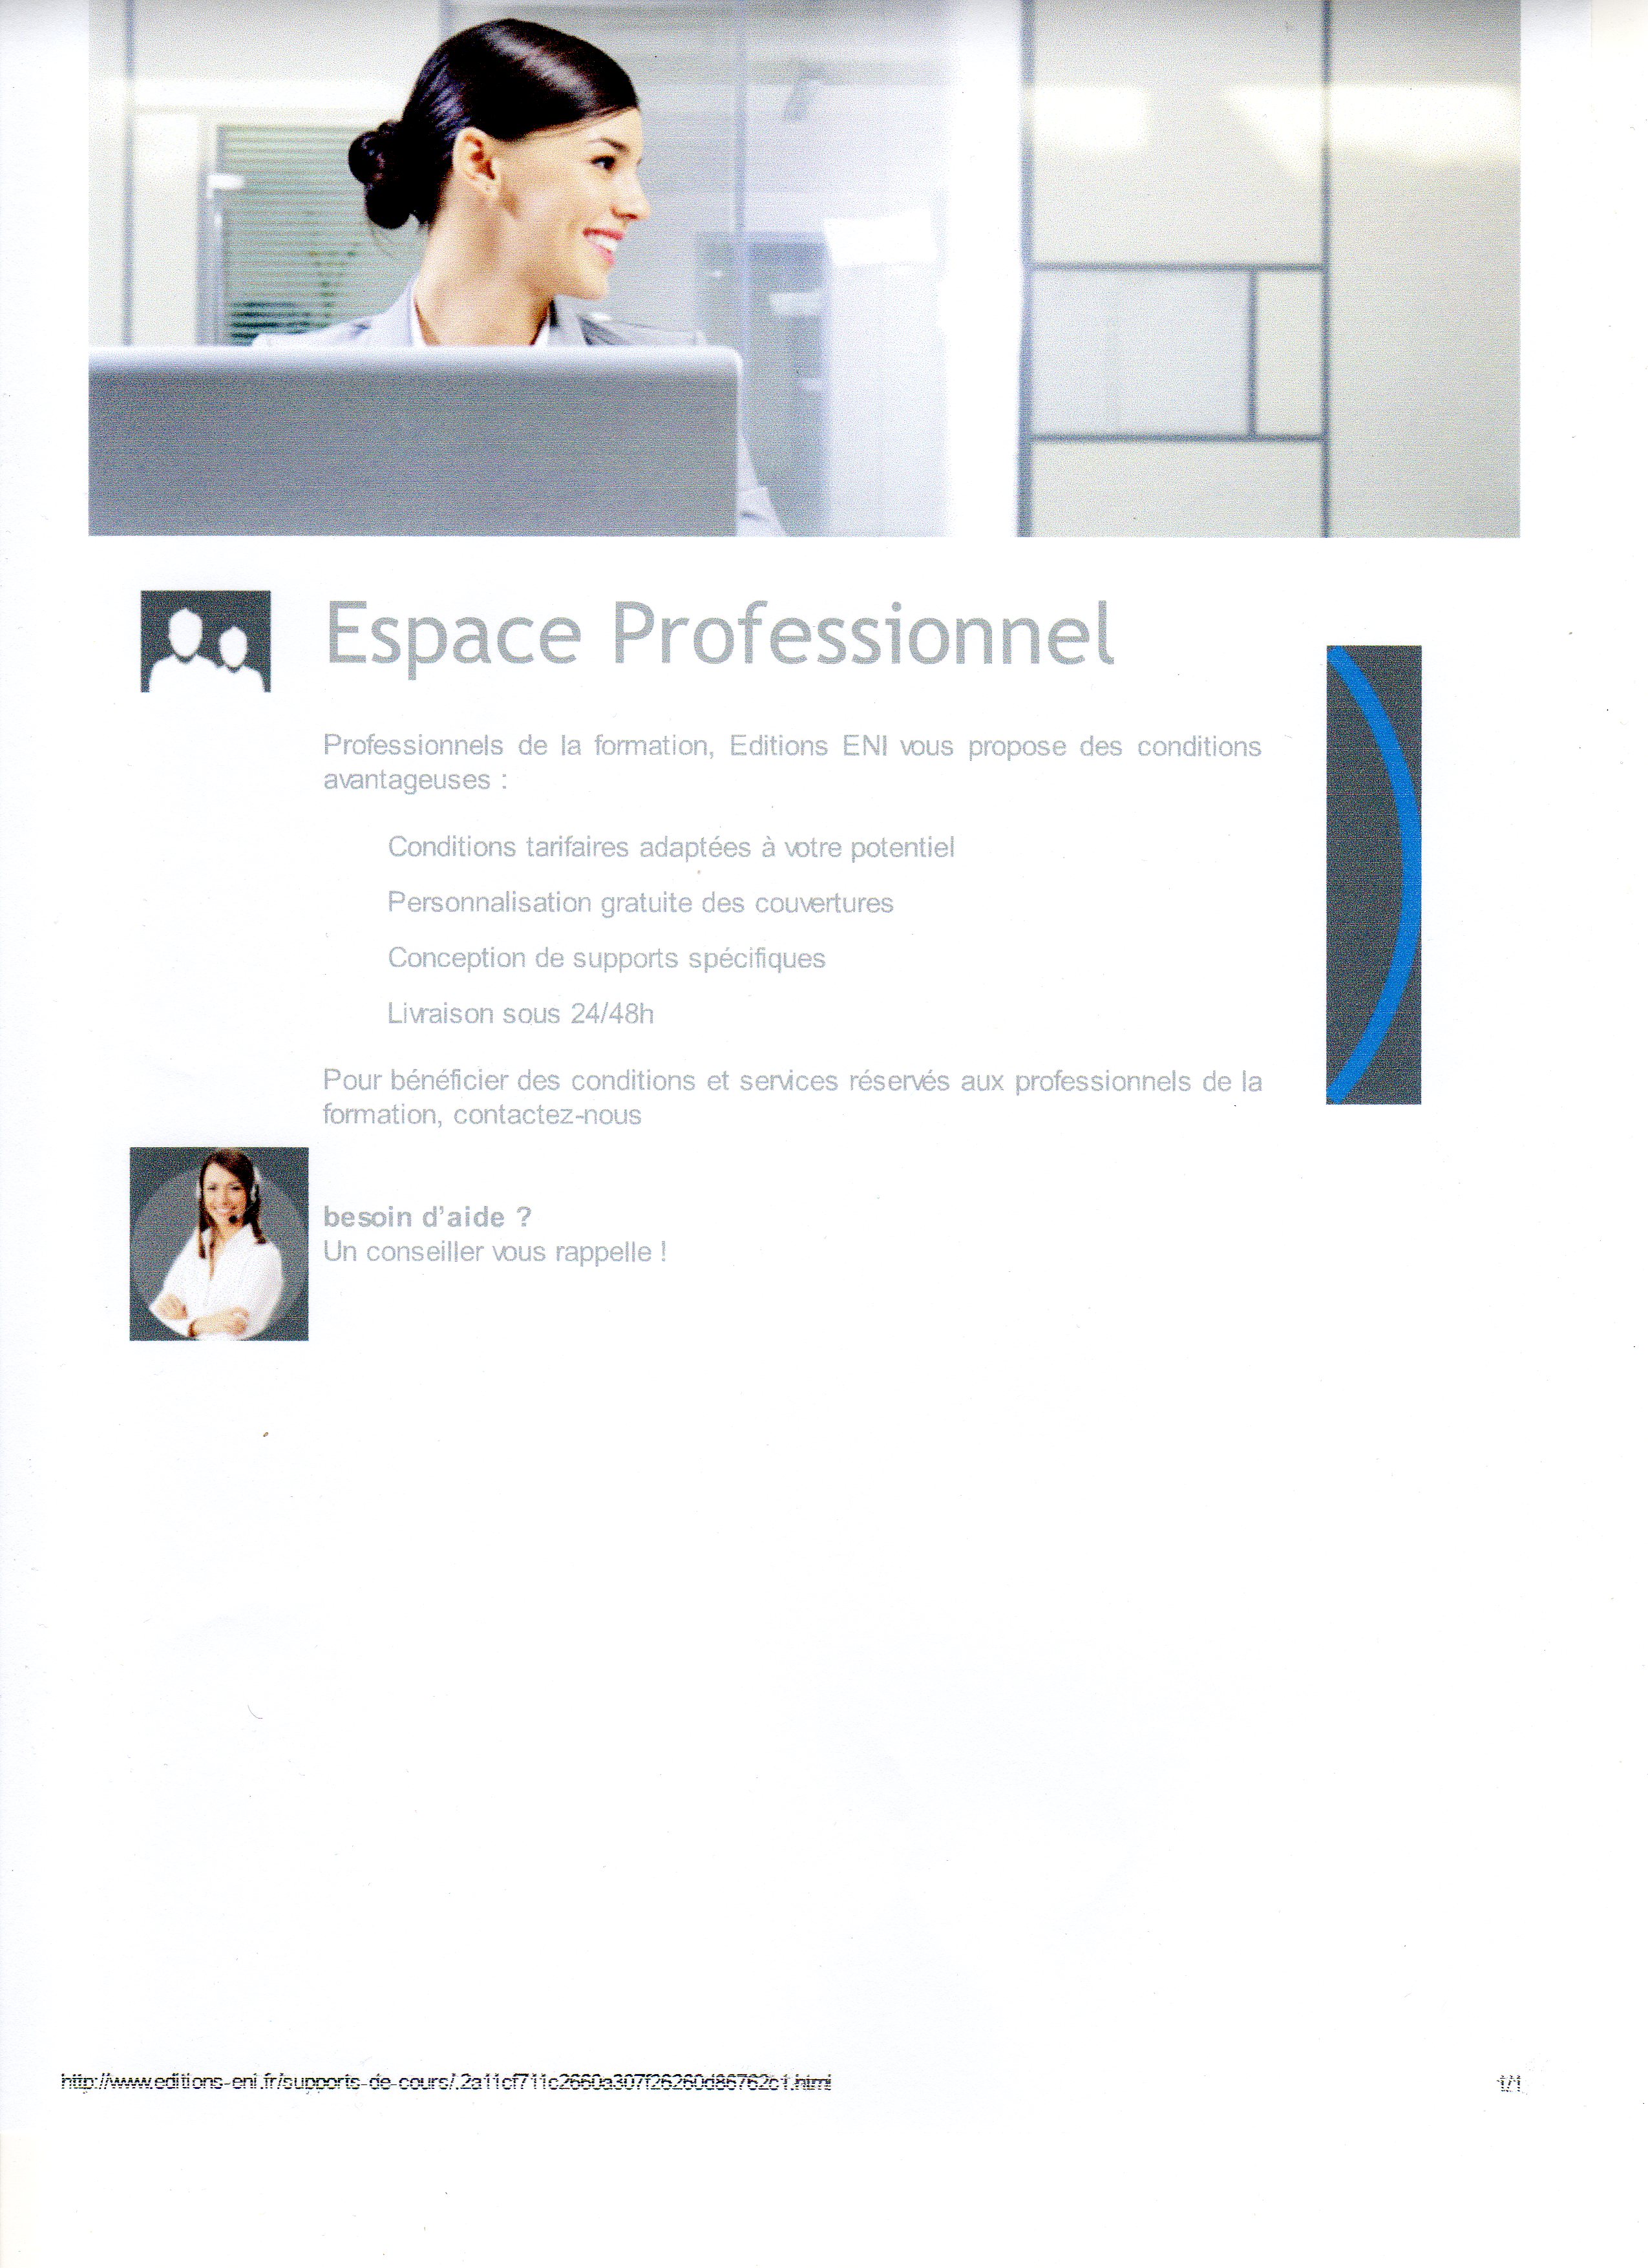 Espace Professionnel
Professionnels de la formation, Editions ENI vous propose des conditions
avantageuses :
Conditions tarifaires adaptées à votre potentiel
Personnalisation gratuite des couvertures
Conception de supports spécifiques
Livraison sous 24/48h
Pour bénéficier des conditions et services réservés aux professionnels de la
formation, contactez-nous
besoin d'aide ?
Un conseiller vous rappelle !
http://www.editions-eni.fr/supports-de-cours/.2a11cf711c2660a307f26260d86762c1.html
1/1